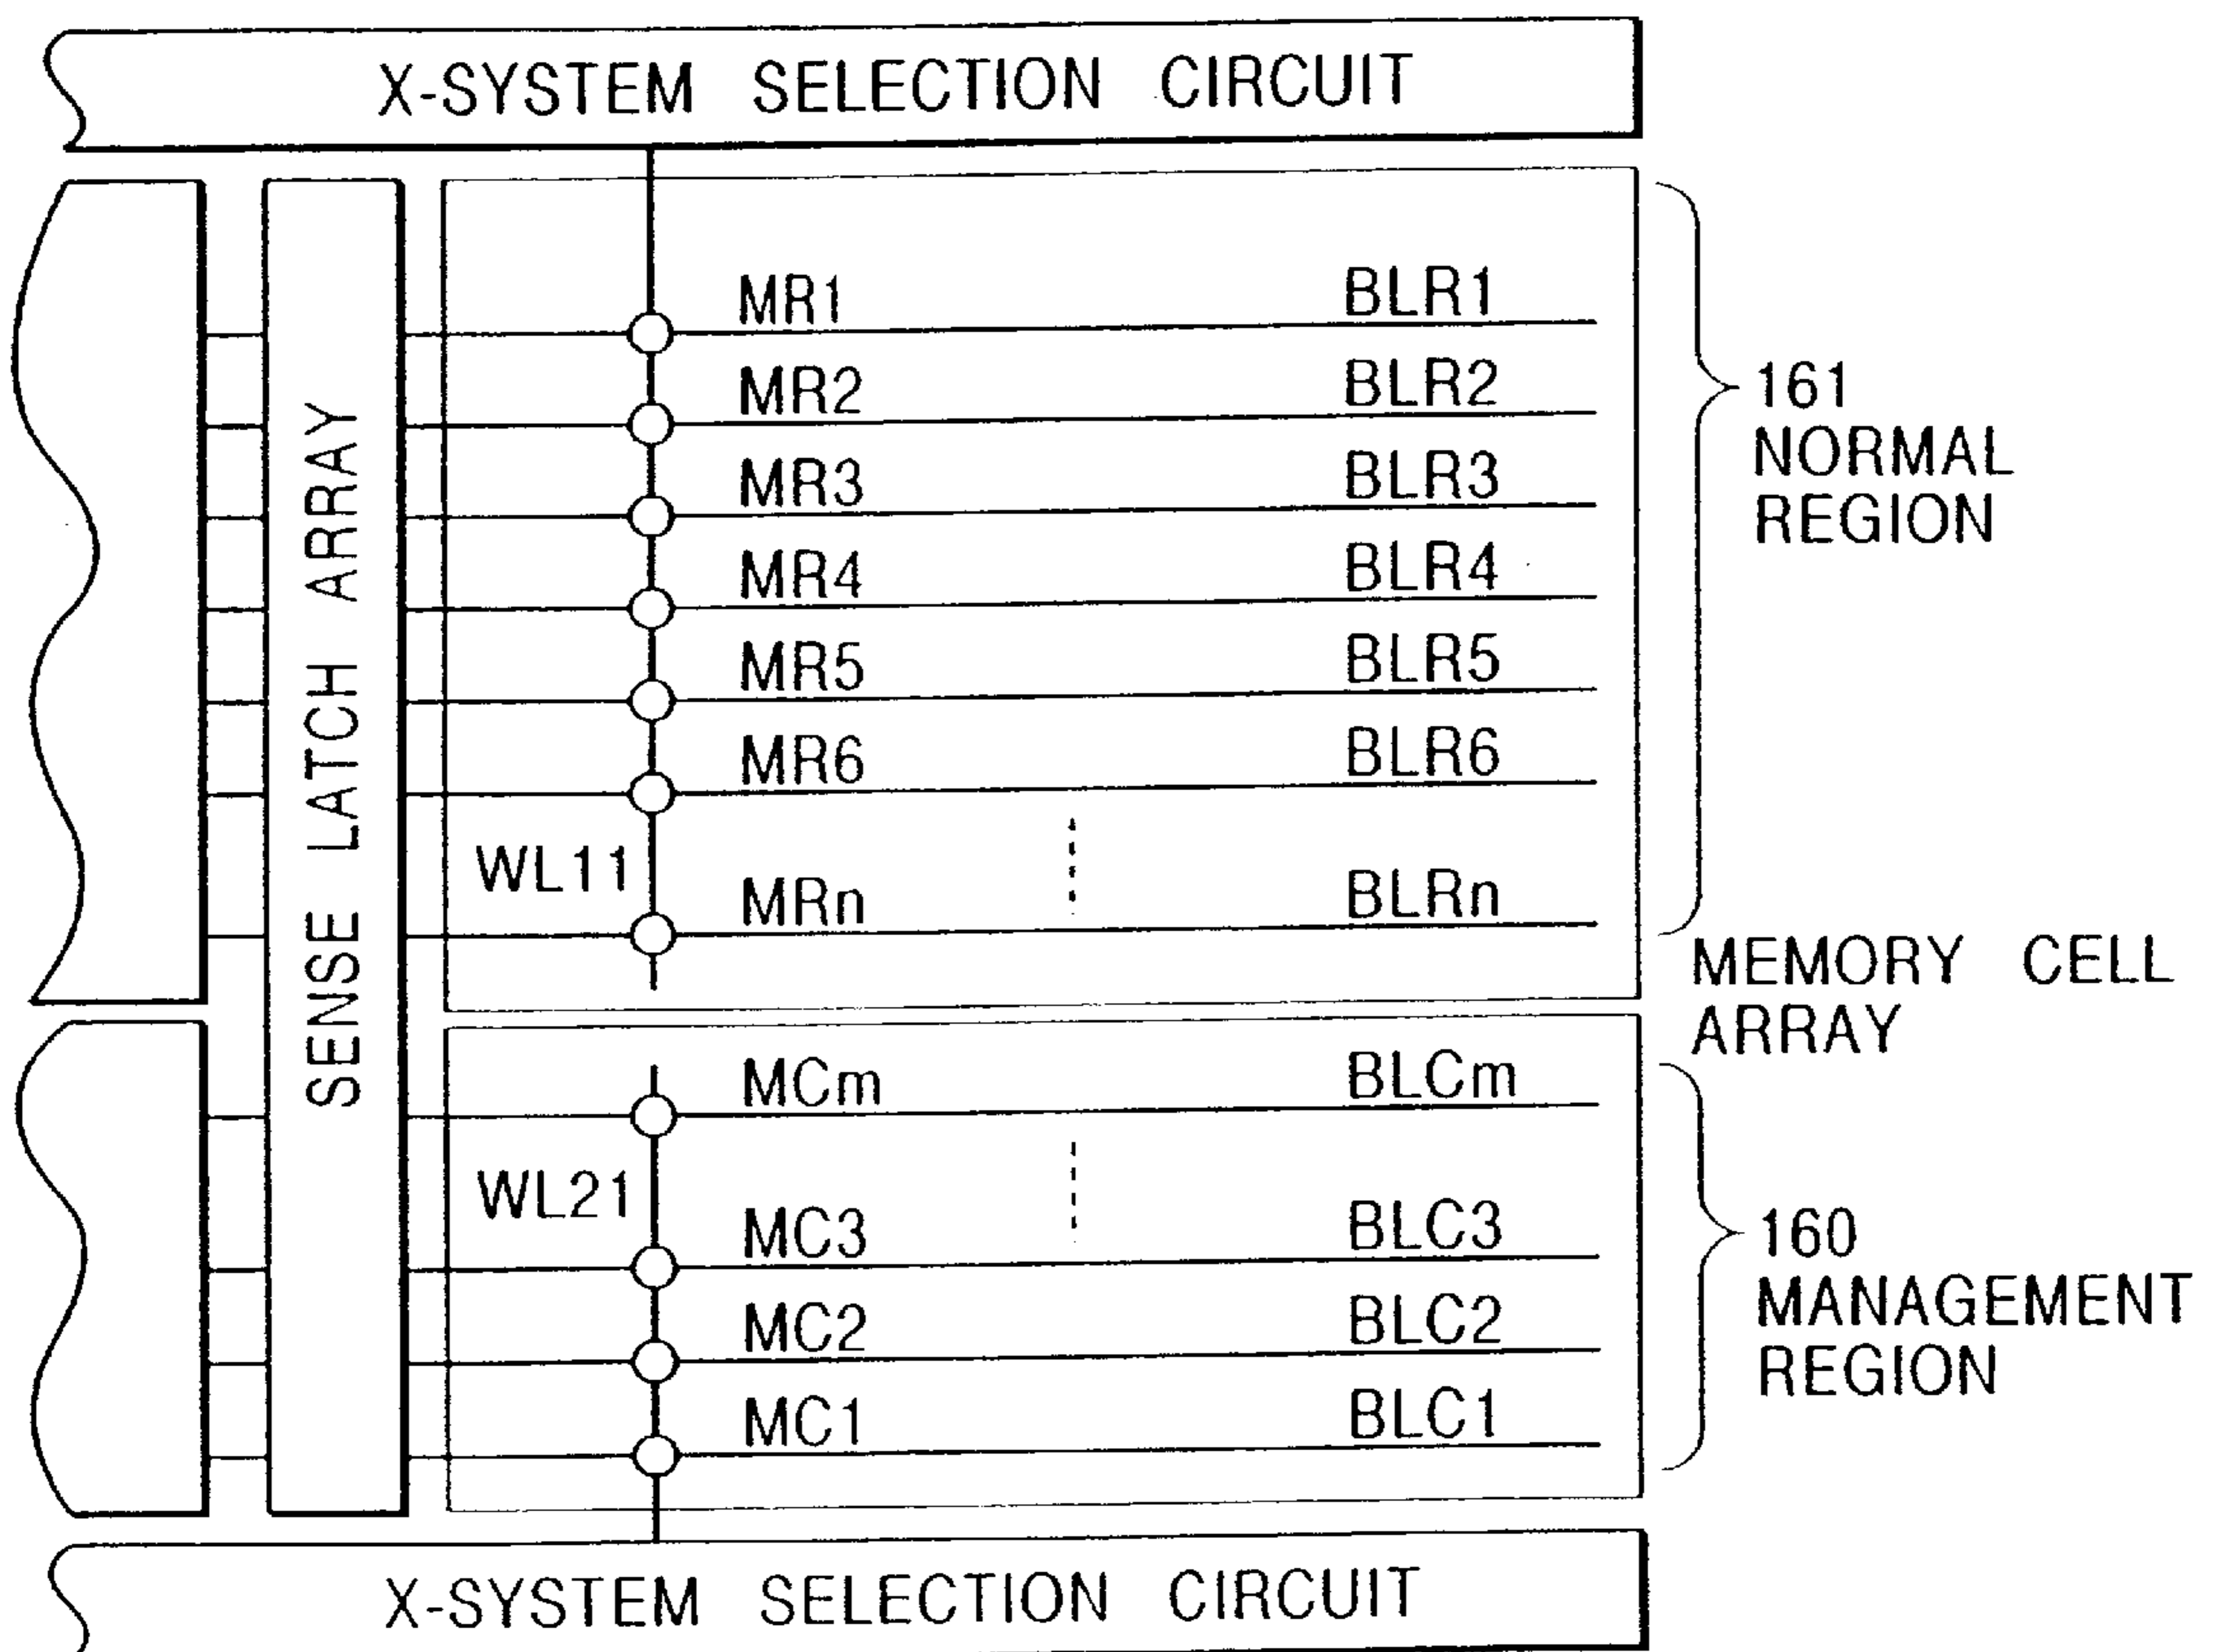 X-SYSTEM SELECTION CIRCUIT
SENSE LATCH ARRAY
MR1 BLR1
MR2 BLR2
MR3 BLR3
MR4 BLR4
MR5 BLR5
MR6 BLR6
WL11
MRn BLRn
161
NORMAL
REGION
MEMORY CELL
ARRAY
MCm BLCm
WL21
MC3 BLC3
MC2 BLC2
MC1 BLC1
160
MANAGEMENT
REGION
X-SYSTEM SELECTION CIRCUIT